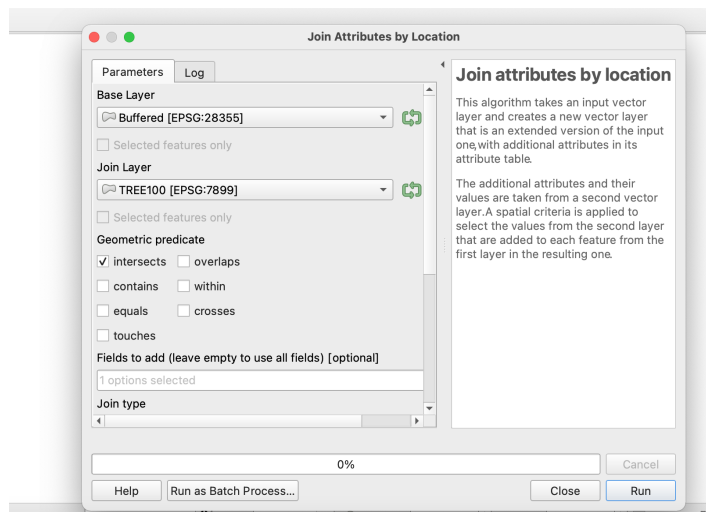 Join Attributes by Location
Parameters
Log
Base Layer
Buffered [EPSG:28355]
Selected features only
Join Layer
TREE100 [EPSG:7899]
Selected features only
Geometric predicate
intersects overlaps
contains within
equals crosses
touches
Fields to add (leave empty to use all fields) [optional]
1 options selected
Join type
Join attributes by location
This algorithm takes an input vector
layer and creates a new vector layer
that is an extended version of the input
one,with additional attributes in its
attribute table.
The additional attributes and their
values are taken from a second vector
layer.A spatial criteria is applied to
select the values from the second layer
that are added to each feature from the
first layer in the resulting one.
0%
Cancel
Help
Run as Batch Process...
Close
Run